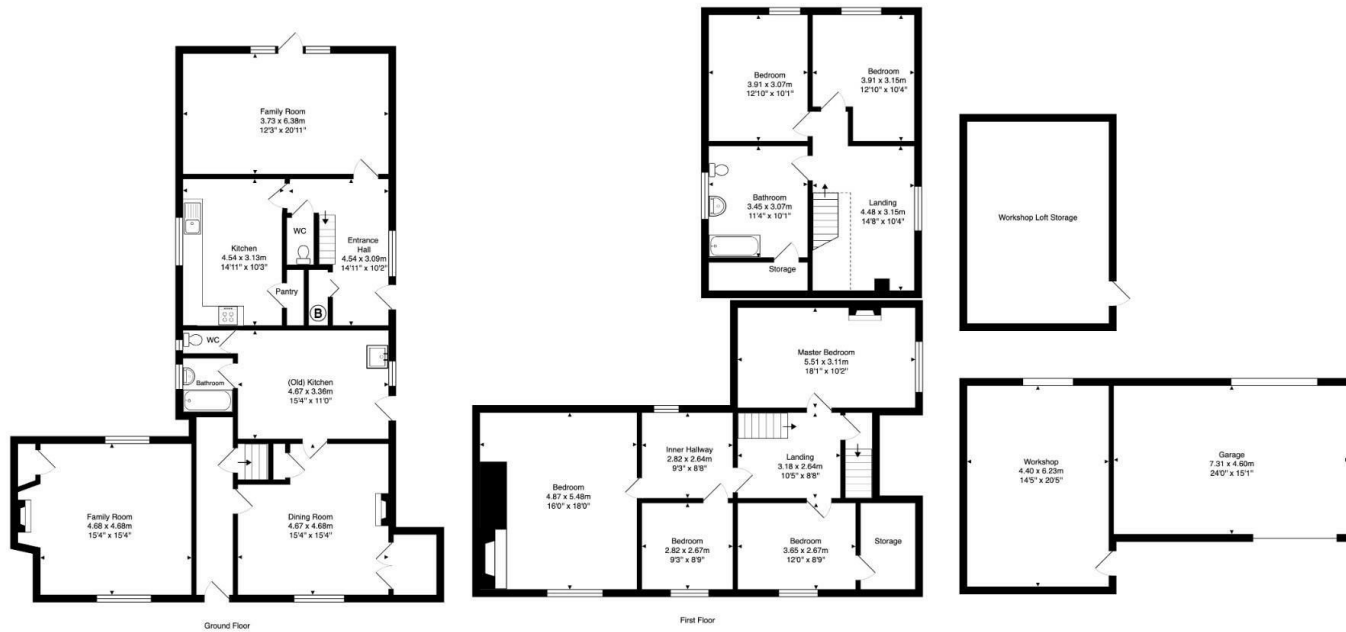 Family Room
3.73 x 6.38m
12'3" x 20'11"
Kitchen
4.54 x 3.13m
14'11" x 10'3"
WC
Entrance
Hall
4.54 x 3.09m
14'11" x 10'2"
Pantry
B
WC
Bathroom
(Old) Kitchen
4.67 x 3.36m
15'4" x 11'0"
Family Room
4.68 x 4.68m
15'4" x 15'4"
Dining Room
4.67 x 4.68m
15'4" x 15'4"
Ground Floor
Bedroom
3.91 x 3.07m
12'10" x 10'1"
Bedroom
3.91 x 3.15m
12'10" x 10'4"
Bathroom
3.45 x 3.07m
11'4" x 10'1"
Landing
4.48 x 3.15m
14'8" x 10'4"
Storage
Master Bedroom
5.51 x 3.11m
18'1" x 10'2"
Inner Hallway
2.82 x 2.64m
9'3" x 8'8"
Landing
3.18 x 2.64m
10'5" x 8'8"
Bedroom
4.87 x 5.48m
16'0" x 18'0"
Bedroom
2.82 x 2.67m
9'3" x 8'9"
Bedroom
3.65 x 2.67m
12'0" x 8'9"
Storage
First Floor
Workshop Loft Storage
Workshop
4.40 x 6.23m
14'5" x 20'5"
Garage
7.31 x 4.60m
24'0" x 15'1"